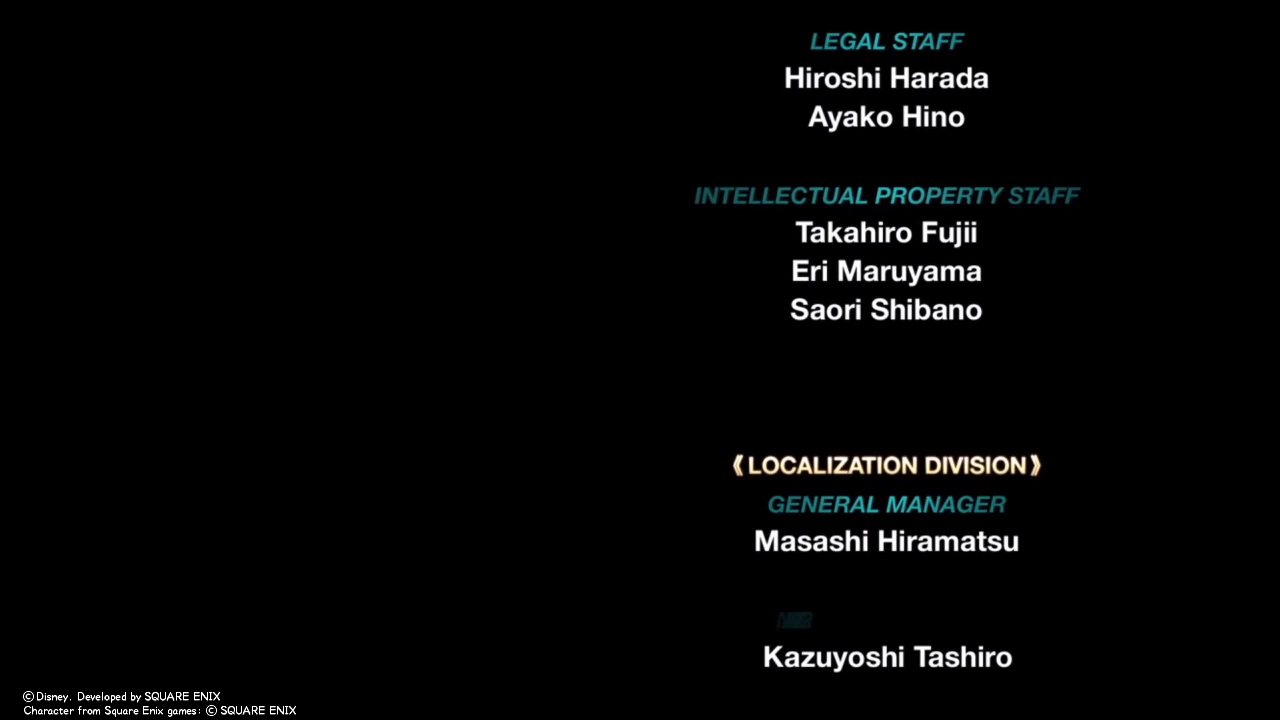 LEGAL STAFF
Hiroshi Harada
Ayako Hino
INTELLECTUAL PROPERTY STAFF
Takahiro Fujii
Eri Maruyama
Saori Shibano
《LOCALIZATION DIVISION》
GENERAL MANAGER
Masashi Hiramatsu
Kazuyoshi Tashiro
©Disney. Developed by SQUARE ENIX
Character from Square Enix games: © SQUARE ENIX